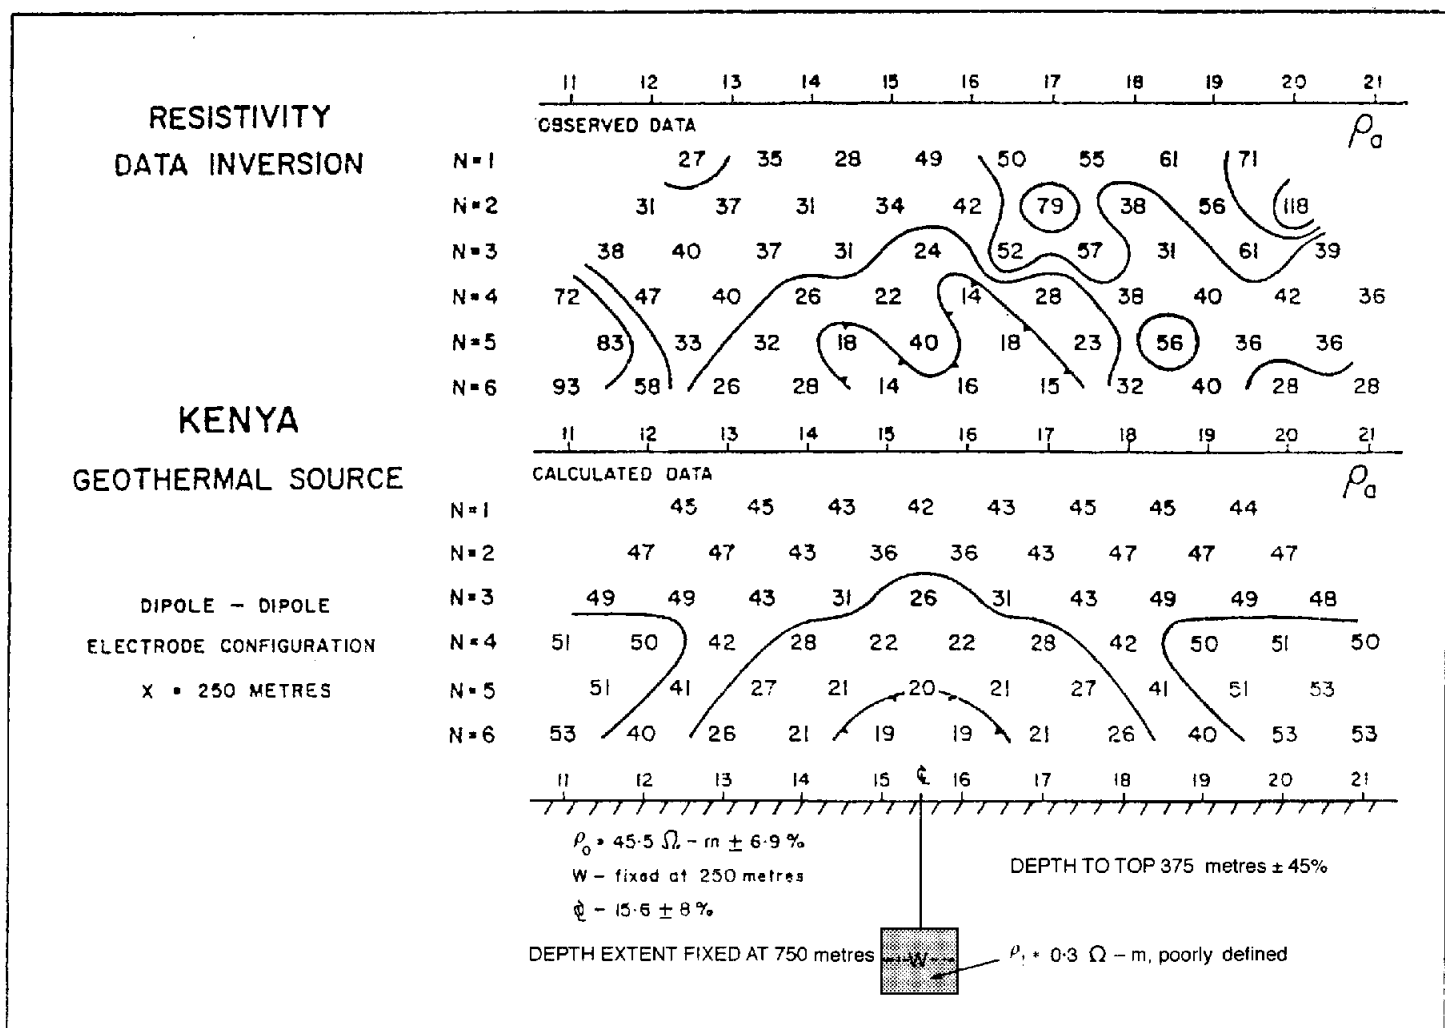 RESISTIVITY
DATA INVERSION
KENYA
GEOTHERMAL SOURCE
DIPOLE - DIPOLE
ELECTRODE CONFIGURATION
X = 250 METRES
11 12 13 14 15 16 17 18 19 20 21
OBSERVED DATA ρa
N=1 27 35 28 49 50 55 61 71
N=2 31 37 31 34 42 79 38 56 118
N=3 38 40 37 31 24 52 57 31 61 39
N=4 72 47 40 26 22 14 28 38 40 42 36
N=5 83 33 32 18 40 18 23 56 36 36
N=6 93 58 26 28 14 16 15 32 40 28 28
11 12 13 14 15 16 17 18 19 20 21
CALCULATED DATA ρa
N=1 45 45 43 42 43 45 45 44
N=2 47 47 43 36 36 43 47 47 47
N=3 49 49 43 31 26 31 43 49 49 48
N=4 51 50 42 28 22 22 28 42 50 51 50
N=5 51 41 27 21 20 21 27 41 51 53
N=6 53 40 26 21 19 19 21 26 40 53 53
11 12 13 14 15 ℄ 16 17 18 19 20 21
ρ0 = 45.5 Ω - m ± 6.9 %
W - fixed at 250 metres
℄ - 15.6 ± 8 %
DEPTH TO TOP 375 metres ± 45%
DEPTH EXTENT FIXED AT 750 metres
W
ρ1 = 0.3 Ω - m, poorly defined